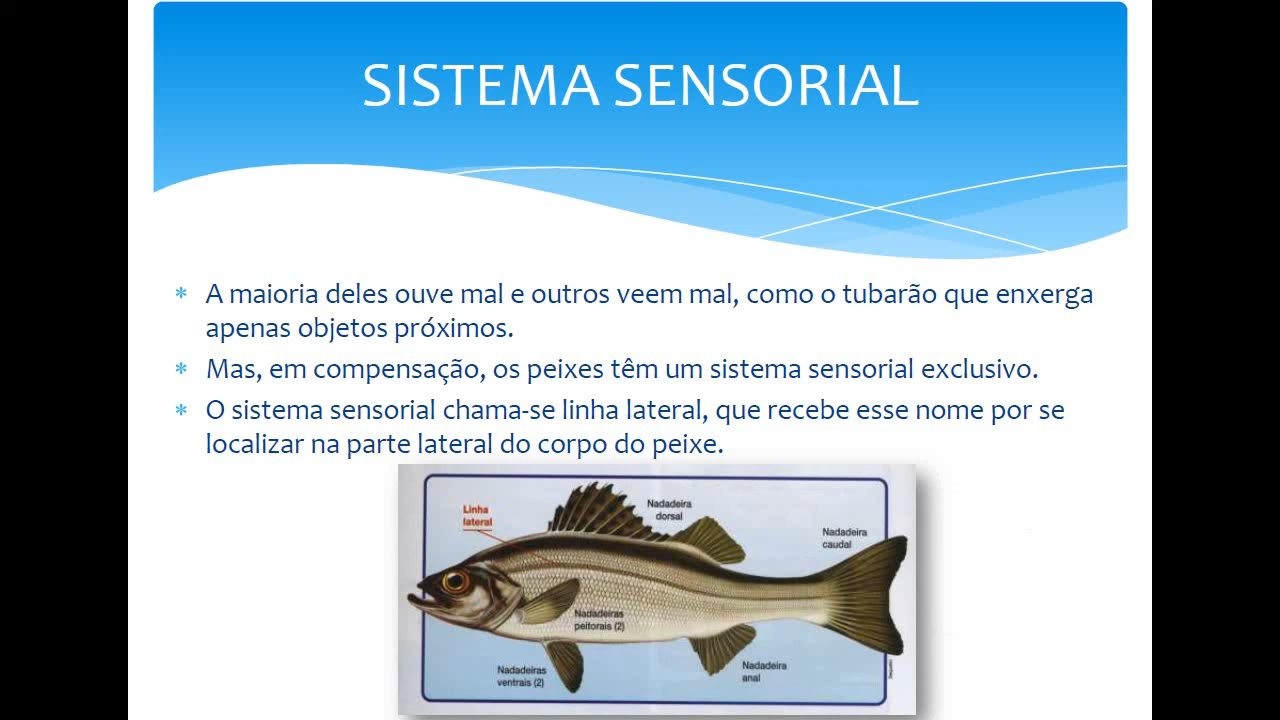 SISTEMA SENSORIAL
A maioria deles ouve mal e outros veem mal, como o tubarão que enxerga
apenas objetos próximos.
Mas, em compensação, os peixes têm um sistema sensorial exclusivo.
O sistema sensorial chama-se linha lateral, que recebe esse nome por se
localizar na parte lateral do corpo do peixe.
Linha
lateral
Nadadeira
dorsal
Nadadeira
caudal
Nadadeiras
peitorais (2)
Nadadeiras
ventrais (2)
Nadadeira
anal